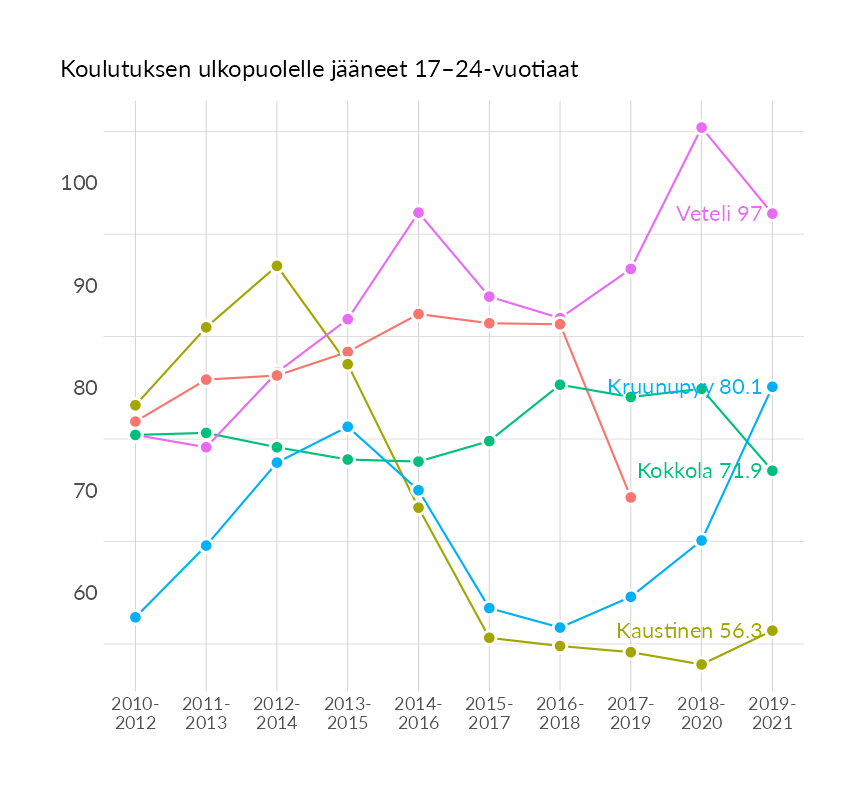 Koulutuksen ulkopuolelle jääneet 17–24-vuotiaat
100
90
80
70
60
Veteli 97
Kruunupyy 80.1
Kokkola 71.9
Kaustinen 56.3
2010- 2011- 2012- 2013- 2014- 2015- 2016- 2017- 2018- 2019-
2012 2013 2014 2015 2016 2017 2018 2019 2020 2021